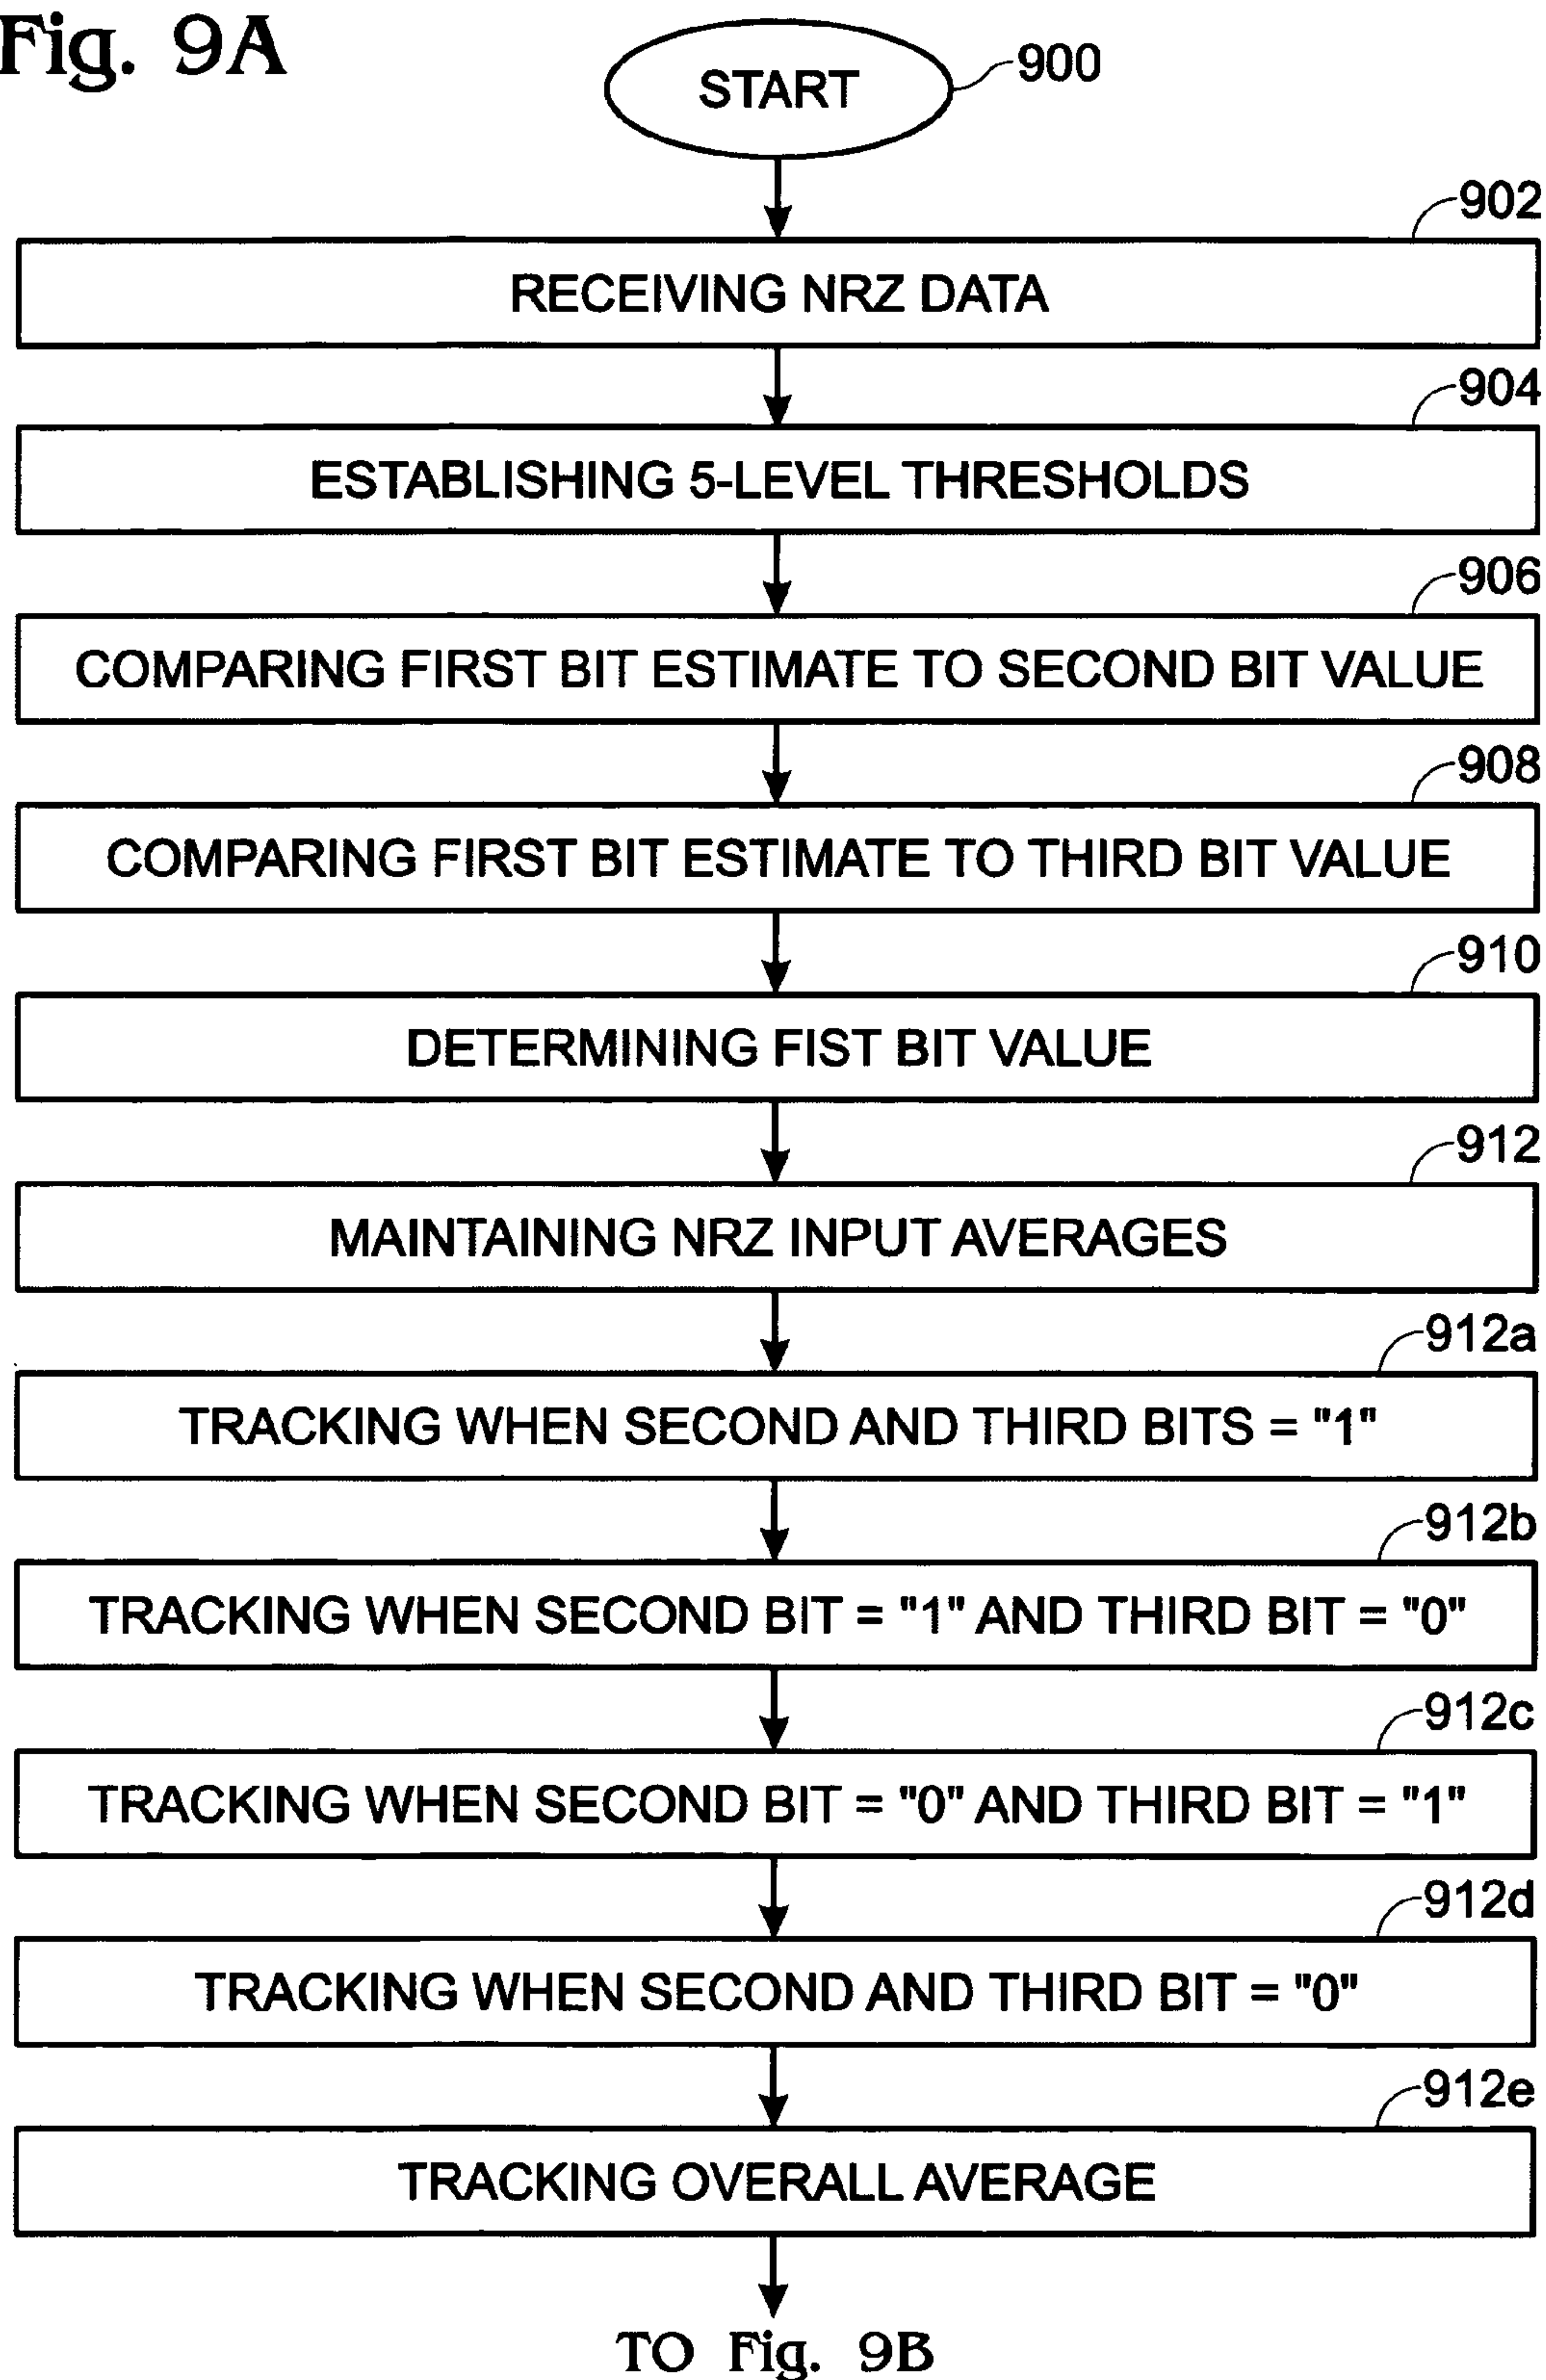 Fig. 9A
START
900
902
RECEIVING NRZ DATA
904
ESTABLISHING 5-LEVEL THRESHOLDS
906
COMPARING FIRST BIT ESTIMATE TO SECOND BIT VALUE
908
COMPARING FIRST BIT ESTIMATE TO THIRD BIT VALUE
910
DETERMINING FIST BIT VALUE
912
MAINTAINING NRZ INPUT AVERAGES
912a
TRACKING WHEN SECOND AND THIRD BITS = "1"
912b
TRACKING WHEN SECOND BIT = "1" AND THIRD BIT = "0"
912c
TRACKING WHEN SECOND BIT = "0" AND THIRD BIT = "1"
912d
TRACKING WHEN SECOND AND THIRD BIT = "0"
912e
TRACKING OVERALL AVERAGE
TO Fig. 9B